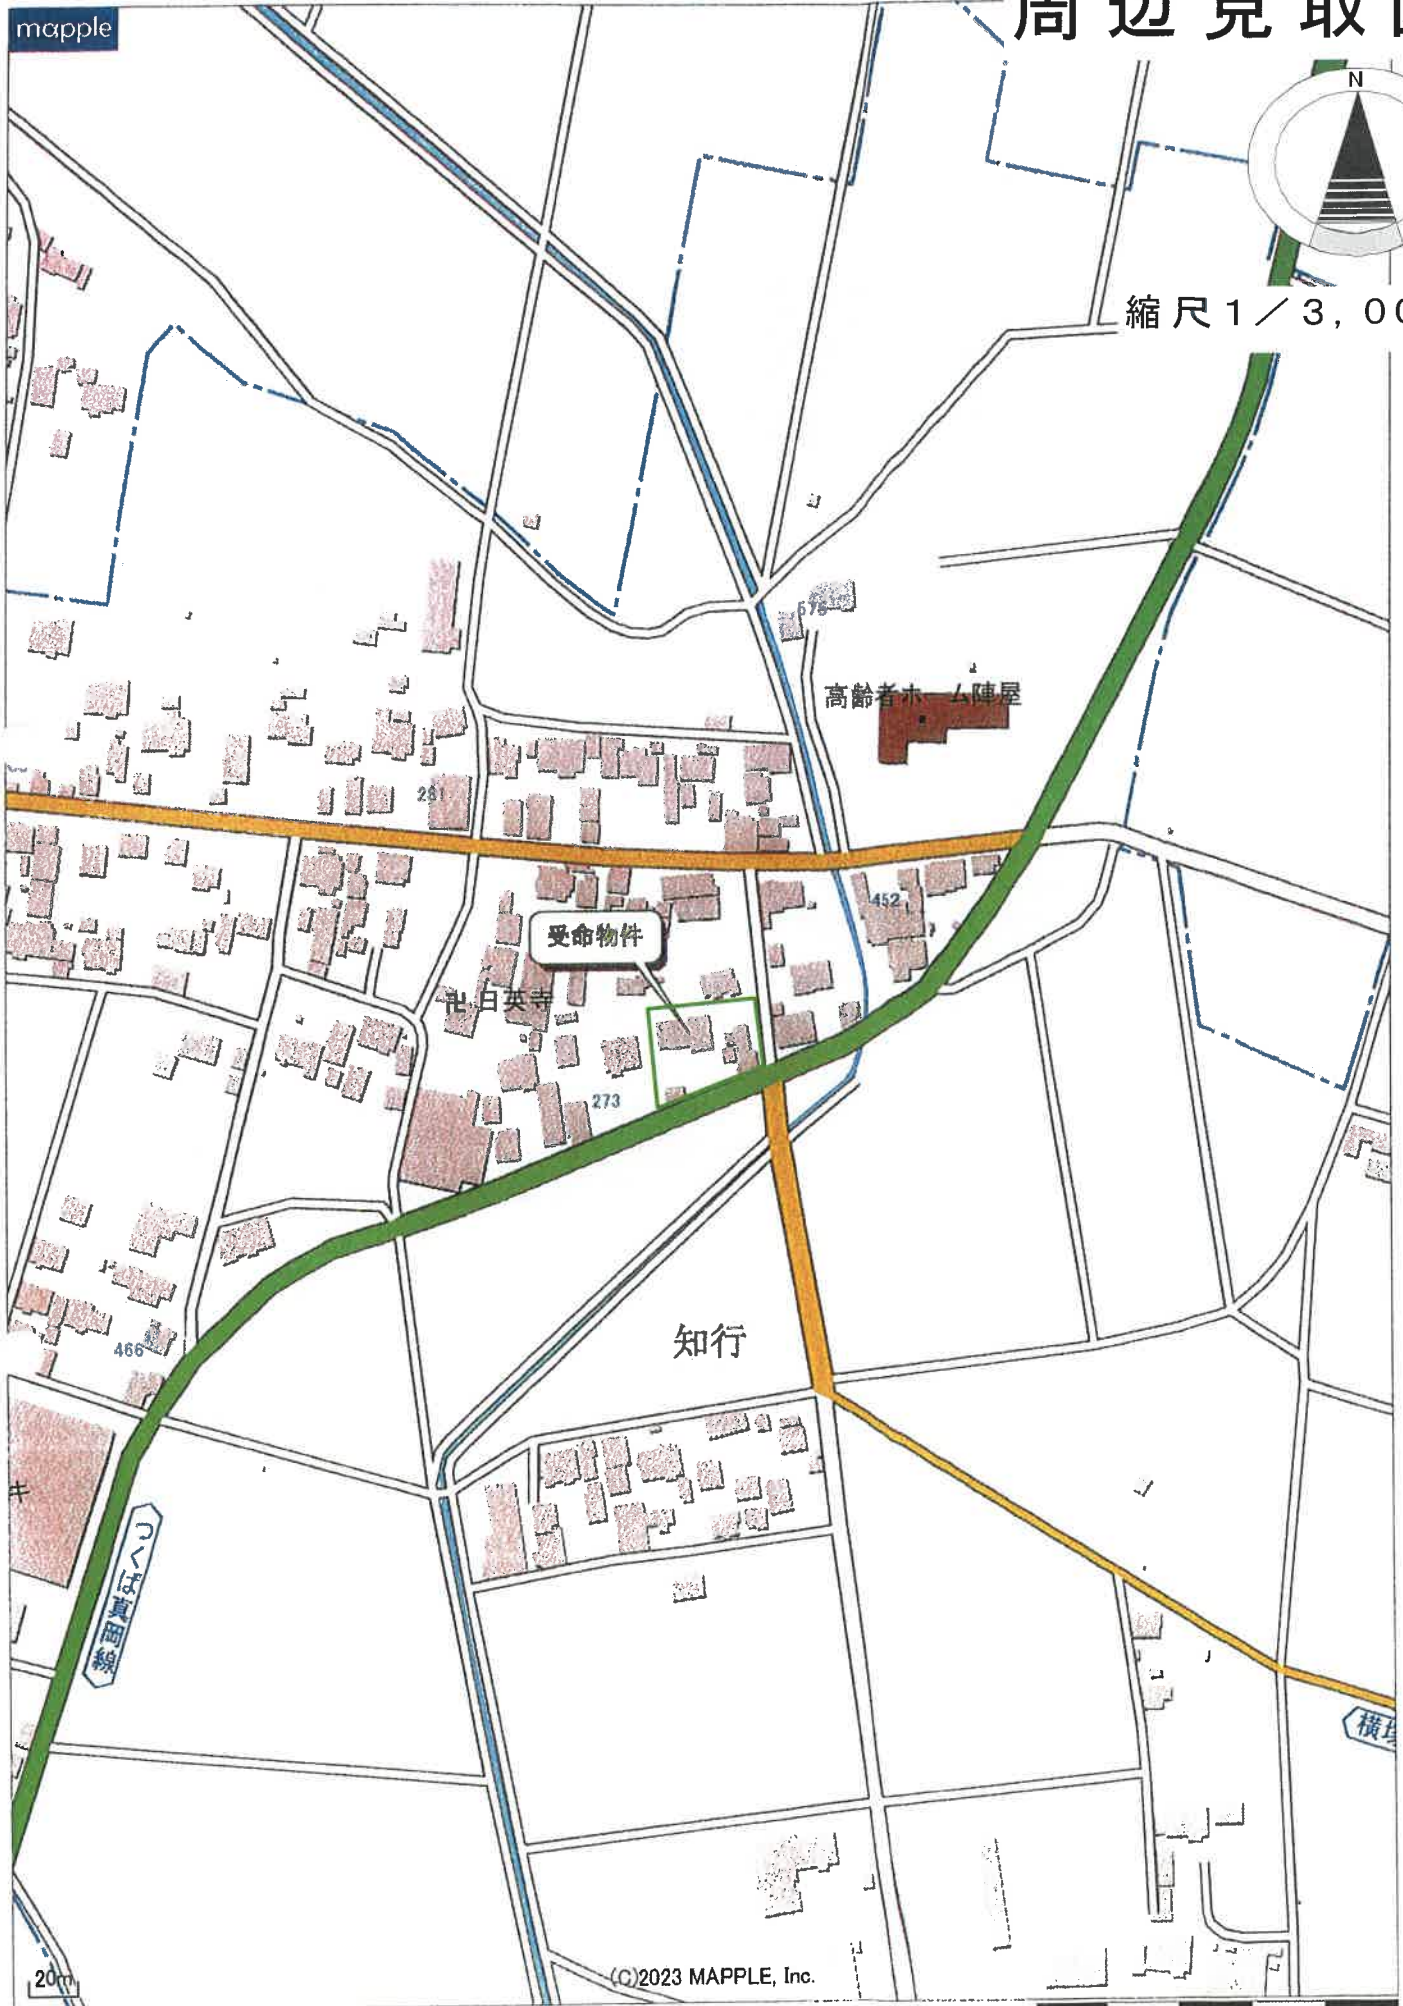 mapple
周辺見取
N
縮尺1/3,00
578
高齢者ホーム陣屋
281
452
受命物件
卍日英寺
273
知行
466
キ
つくば真岡線
横
20m
(C)2023 MAPPLE, Inc.